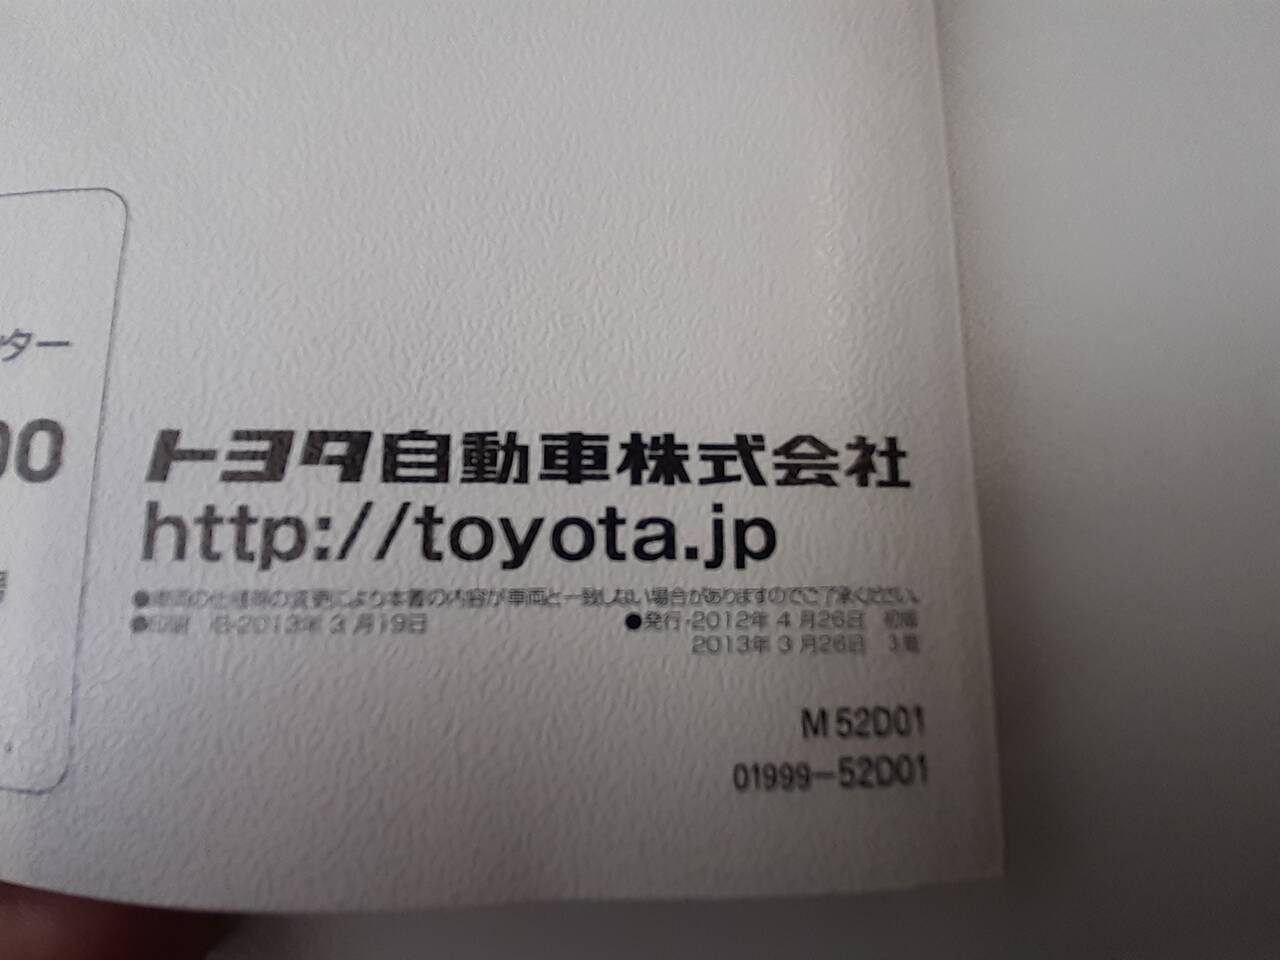 ター
00
トヨタ自動車株式会社
http://toyota.jp
●車両の仕様等の変更により本書の内容が車両と一致しない場合がありますのでご了承ください。
●印刷 2013年3月19日 ●発行 2012年4月26日 初版
2013年3月26日 3版
M 52D01
01999-52D01